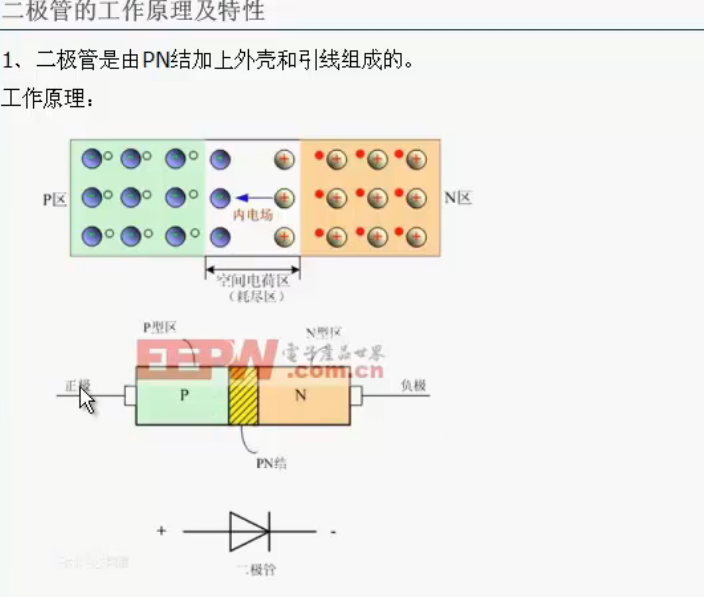 二极管的工作原理及特性
1、二极管是由PN结加上外壳和引线组成的。
工作原理：
P区
内电场
N区
空间电荷区
（耗尽区）
P型区
N型区
EEPW 电子產品世界
.com.cn
正极
P
N
负极
PN结
+
-
二极管